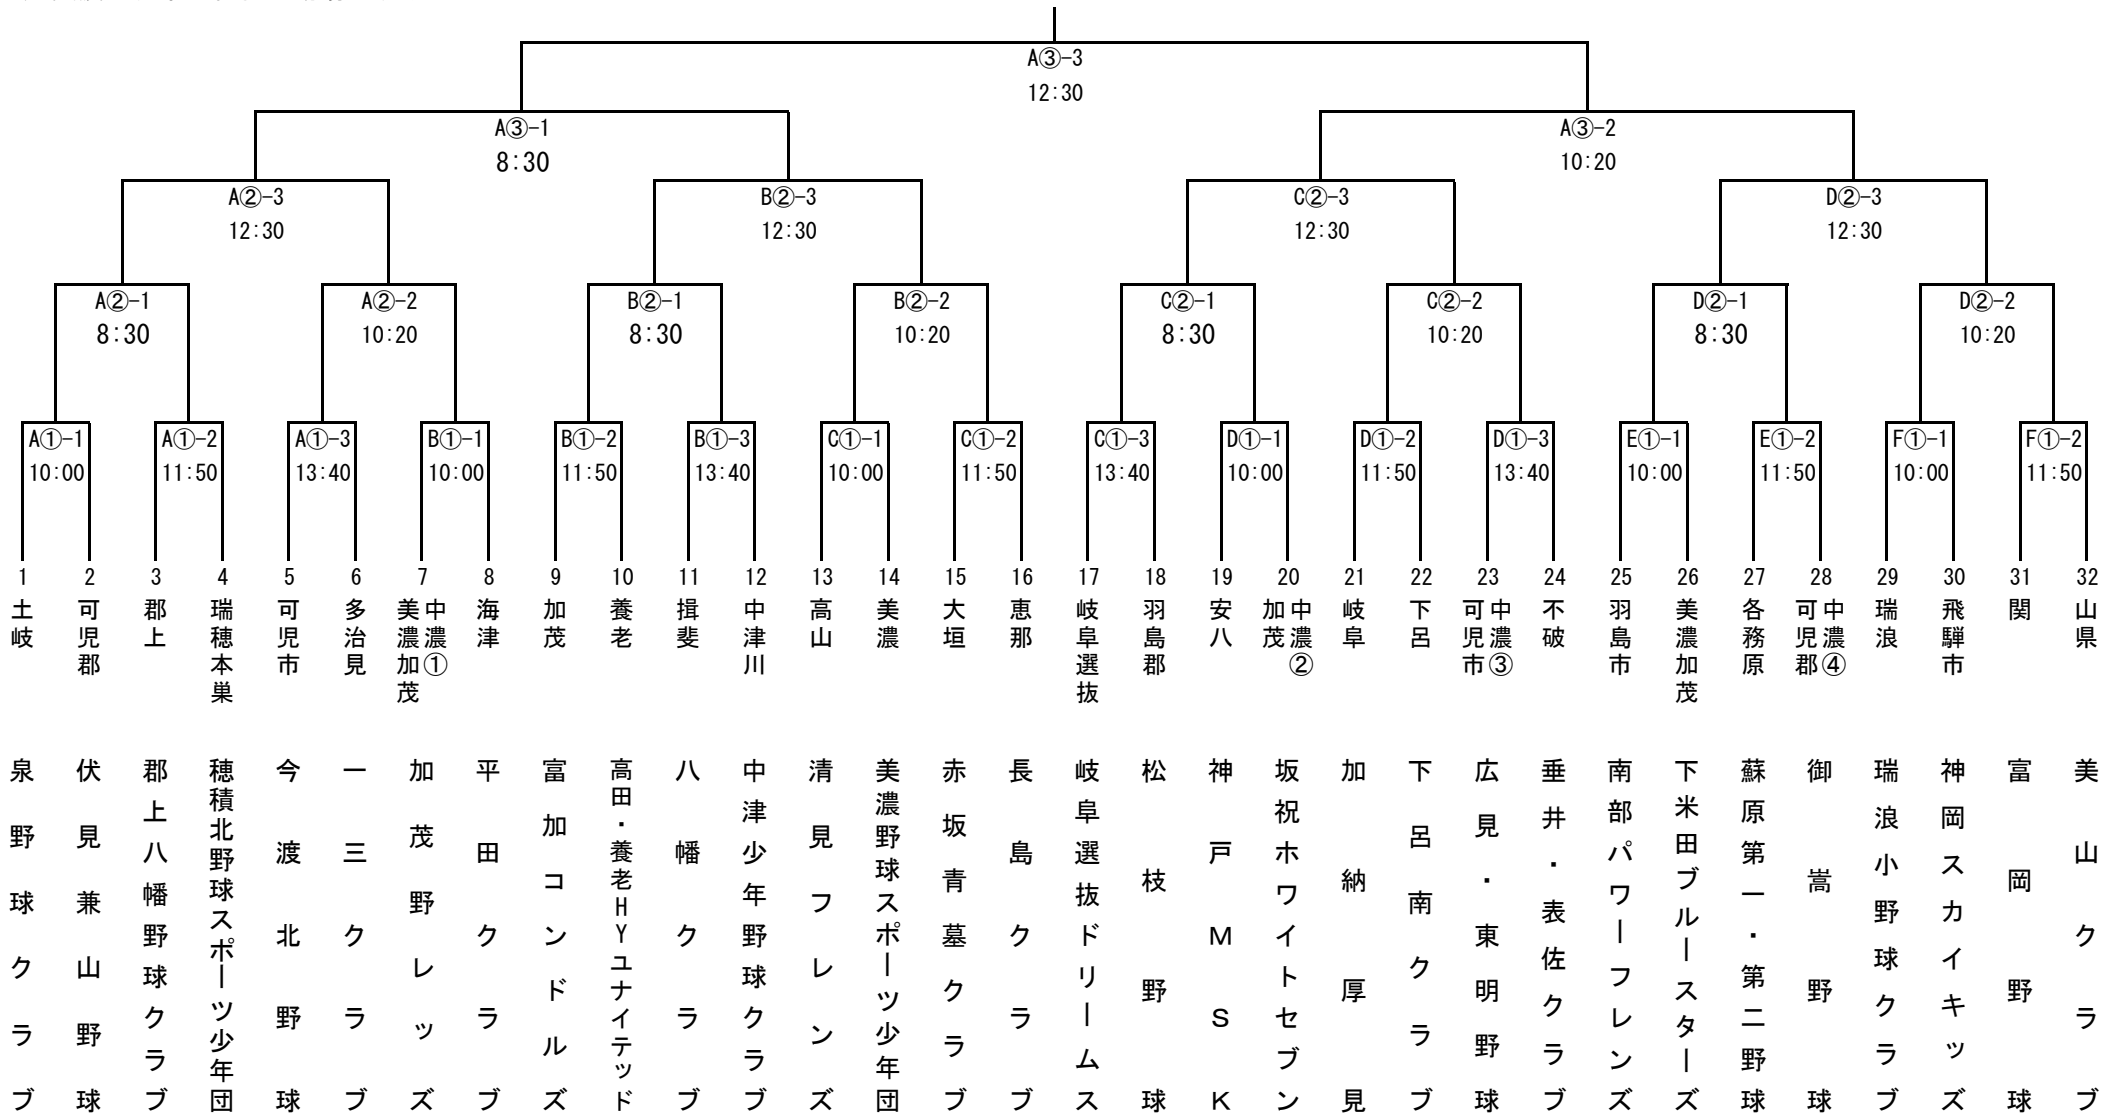 A③-3
12:30
A③-1
8:30
A③-2
10:20
A②-3
12:30
B②-3
12:30
C②-3
12:30
D②-3
12:30
A②-1
8:30
A②-2
10:20
B②-1
8:30
B②-2
10:20
C②-1
8:30
C②-2
10:20
D②-1
8:30
D②-2
10:20
A①-1
10:00
A①-2
11:50
A①-3
13:40
B①-1
10:00
B①-2
11:50
B①-3
13:40
C①-1
10:00
C①-2
11:50
C①-3
13:40
D①-1
10:00
D①-2
11:50
D①-3
13:40
E①-1
10:00
E①-2
11:50
F①-1
10:00
F①-2
11:50
1
土岐
泉野球クラブ
2
可児郡
伏見兼山野球
3
郡上
郡上八幡野球クラブ
4
瑞穂本巣
穂積北野球スポーツ少年団
5
可児市
今渡北野球
6
多治見
一三クラブ
7
中濃①
美濃加茂
加茂野レッズ
8
海津
平田クラブ
9
加茂
富加コンドルズ
10
養老
高田・養老HYユナイテッド
11
揖斐
八幡クラブ
12
中津川
中津少年野球クラブ
13
高山
清見フレンズ
14
美濃
美濃野球スポーツ少年団
15
大垣
赤坂青墓クラブ
16
恵那
長島クラブ
17
岐阜選抜
岐阜選抜ドリームス
18
羽島郡
松枝野球
19
安八
神戸MSK
20
中濃②
加茂
坂祝ホワイトセブン
21
岐阜
加納厚見
22
下呂
下呂南クラブ
23
中濃③
可児市
広見・東明野球
24
不破
垂井・表佐クラブ
25
羽島市
南部パワーフレンズ
26
美濃加茂
下米田ブルースターズ
27
各務原
蘇原第一・第二野球
28
中濃④
可児郡
御嵩野球
29
瑞浪
瑞浪小野球クラブ
30
飛騨市
神岡スカイキッズ
31
関
富岡野球
32
山県
美山クラブ